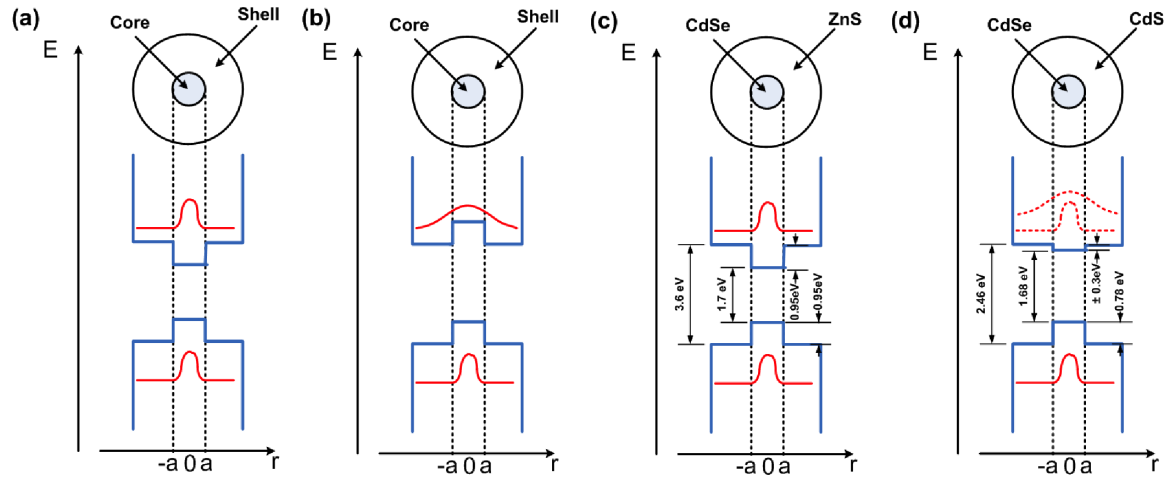 (a)
Core
Shell
E
-a 0 a
r
(b)
Core
Shell
E
-a 0 a
r
(c)
CdSe
ZnS
E
3.6 eV
1.7 eV
0.95eV
0.95eV
-a 0 a
r
(d)
CdSe
CdS
E
2.46 eV
1.68 eV
± 0.3eV
0.78 eV
-a 0 a
r